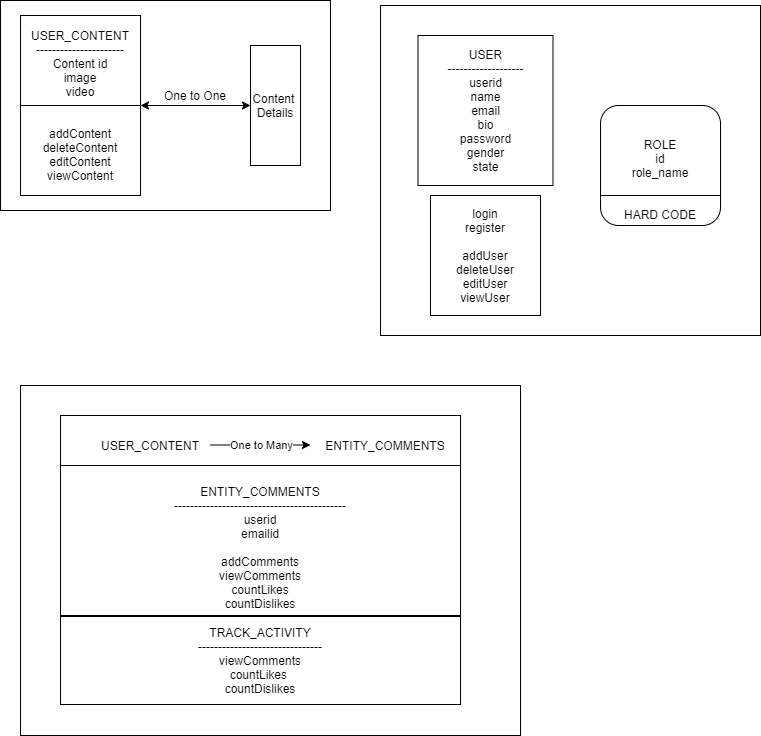 USER_CONTENT
----------------------
Content id
image
video
addContent
deleteContent
editContent
viewContent
One to One
Content
Details
USER
-------------------
userid
name
email
bio
password
gender
state
login
register
addUser
deleteUser
editUser
viewUser
ROLE
id
role_name
HARD CODE
USER_CONTENT
One to Many
ENTITY_COMMENTS
ENTITY_COMMENTS
-------------------------------------------
userid
emailid
addComments
viewComments
countLikes
countDislikes
TRACK_ACTIVITY
-------------------------------
viewComments
countLikes
countDislikes